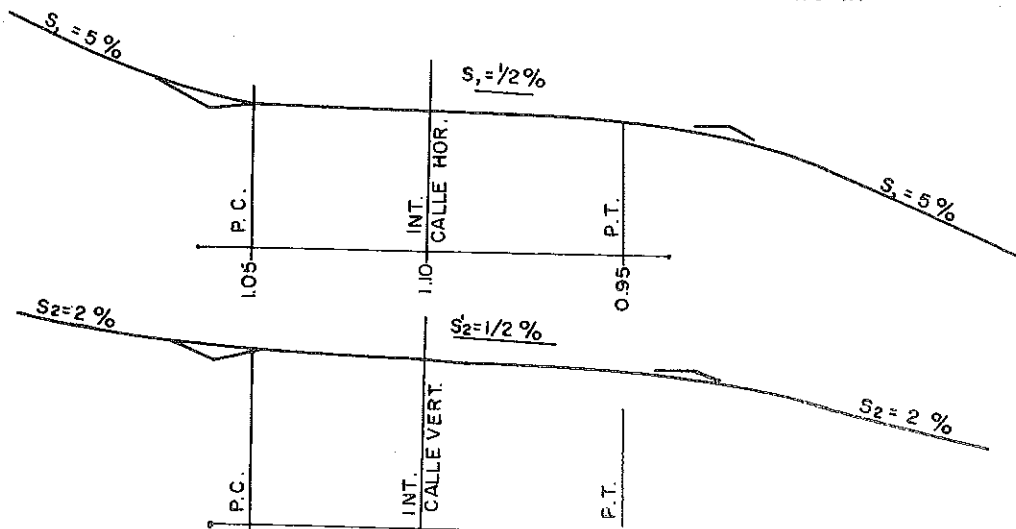 S₁ = 5 %
S₁ = 1/2 %
P.C.
INT.
CALLE HOR.
P.T.
S₁ = 5 %
1.05
1.10
0.95
S2 = 2 %
S'2 = 1/2 %
P.C.
INT.
CALLE VERT.
P.T.
S2 = 2 %